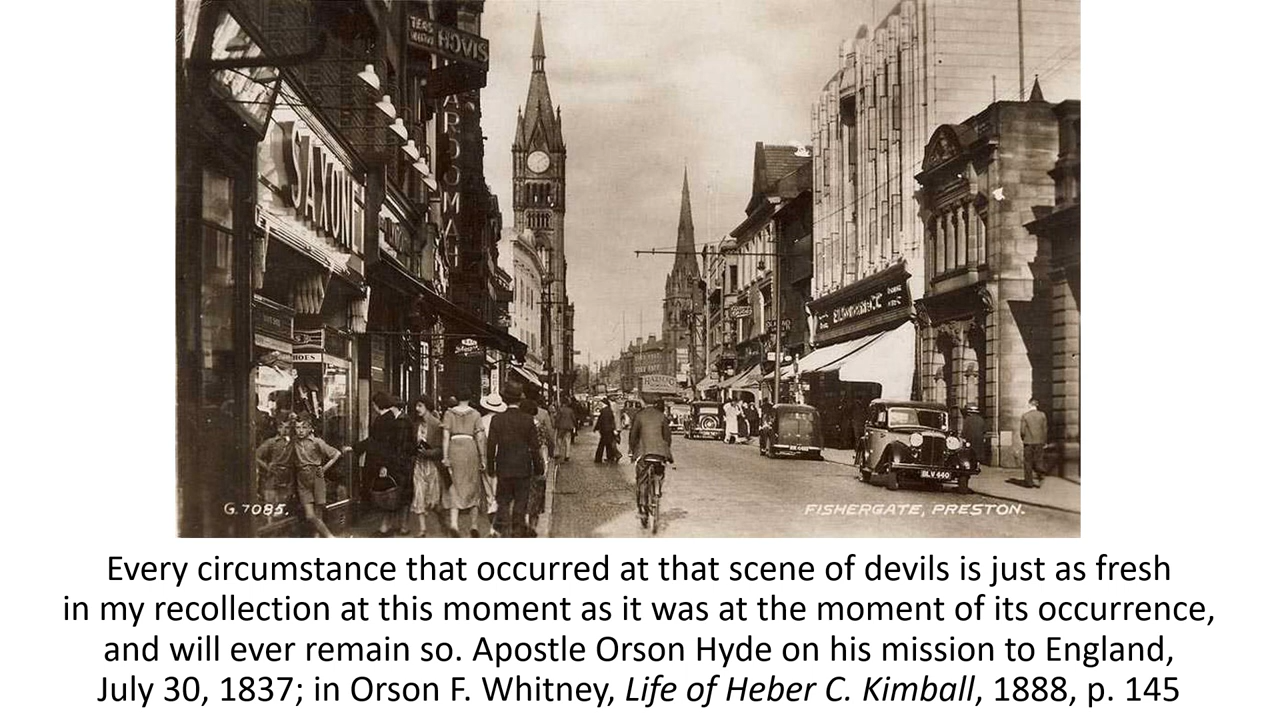 TEAS
HOVIS
SAXONE
SHOES
BLV 440
G.7085.
FISHERGATE, PRESTON.
Every circumstance that occurred at that scene of devils is just as fresh
in my recollection at this moment as it was at the moment of its occurrence,
and will ever remain so. Apostle Orson Hyde on his mission to England,
July 30, 1837; in Orson F. Whitney, Life of Heber C. Kimball, 1888, p. 145